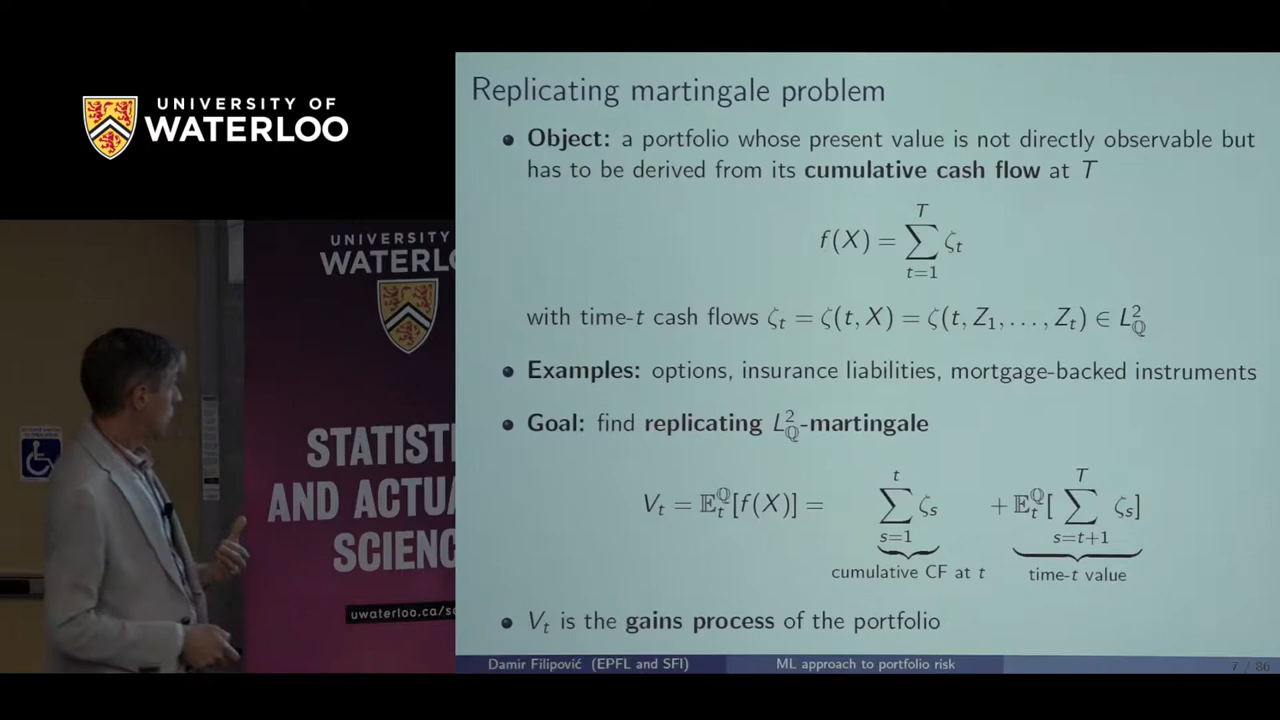 UNIVERSITY OF
WATERLOO
UNIVERSITY
WATERLO
STATIST
AND ACTUA
SCIENC
uwaterloo.ca/s
Replicating martingale problem
• Object: a portfolio whose present value is not directly observable but
has to be derived from its cumulative cash flow at T
f(X) = ∑_{t=1}^{T} ζ_t
with time-t cash flows ζ_t = ζ(t, X) = ζ(t, Z_1, . . . , Z_t) ∈ L²_ℚ
• Examples: options, insurance liabilities, mortgage-backed instruments
• Goal: find replicating L²_ℚ-martingale
V_t = 𝔼^ℚ_t[f(X)] = ∑_{s=1}^{t} ζ_s + 𝔼^ℚ_t[ ∑_{s=t+1}^{T} ζ_s]
cumulative CF at t time-t value
• V_t is the gains process of the portfolio
Damir Filipović (EPFL and SFI) ML approach to portfolio risk 7 / 86